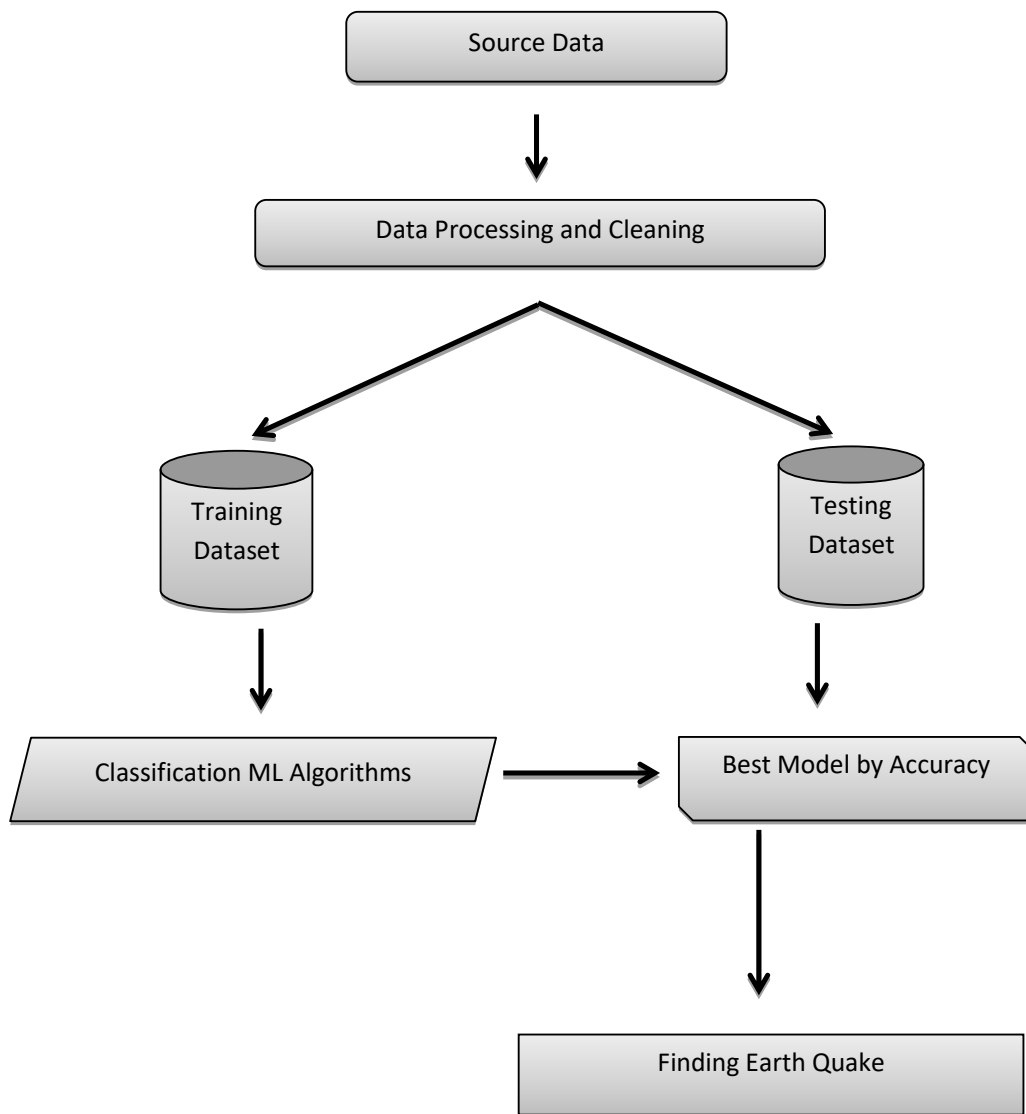 Source Data
Data Processing and Cleaning
Training
Dataset
Testing
Dataset
Classification ML Algorithms
Best Model by Accuracy
Finding Earth Quake